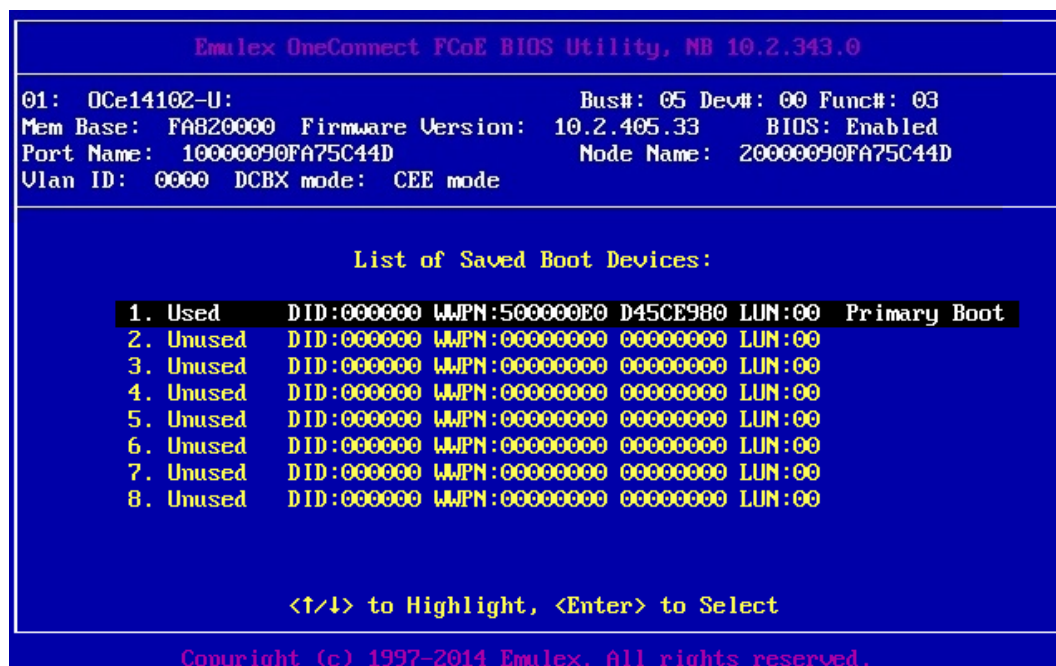 Emulex OneConnect FCoE BIOS Utility, NB 10.2.343.0
01: OCe14102-U: Bus#: 05 Dev#: 00 Func#: 03
Mem Base: FA820000 Firmware Version: 10.2.405.33 BIOS: Enabled
Port Name: 10000090FA75C44D Node Name: 20000090FA75C44D
Vlan ID: 0000 DCBX mode: CEE mode
List of Saved Boot Devices:
1. Used DID:000000 WWPN:500000E0 D45CE980 LUN:00 Primary Boot
2. Unused DID:000000 WWPN:00000000 00000000 LUN:00
3. Unused DID:000000 WWPN:00000000 00000000 LUN:00
4. Unused DID:000000 WWPN:00000000 00000000 LUN:00
5. Unused DID:000000 WWPN:00000000 00000000 LUN:00
6. Unused DID:000000 WWPN:00000000 00000000 LUN:00
7. Unused DID:000000 WWPN:00000000 00000000 LUN:00
8. Unused DID:000000 WWPN:00000000 00000000 LUN:00
<↑/↓> to Highlight, <Enter> to Select
Copyright (c) 1997-2014 Emulex. All rights reserved.